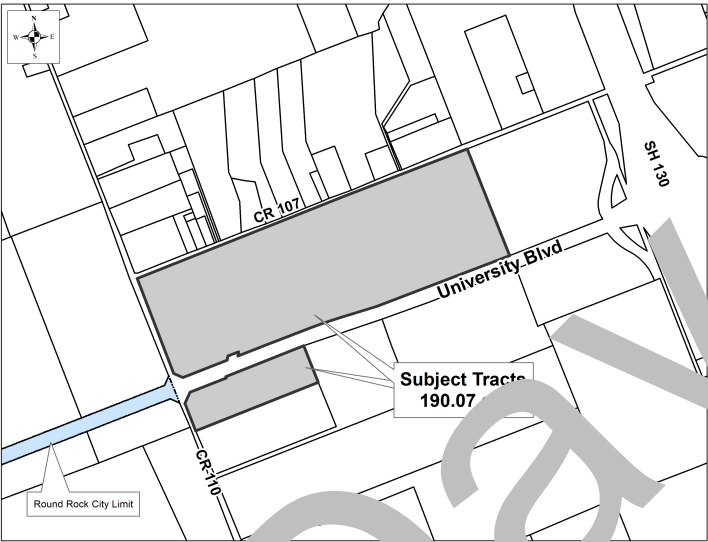 N
W E
S
CR 107
SH 130
University Blvd
Subject Tracts
190.07
CR 110
Round Rock City Limit